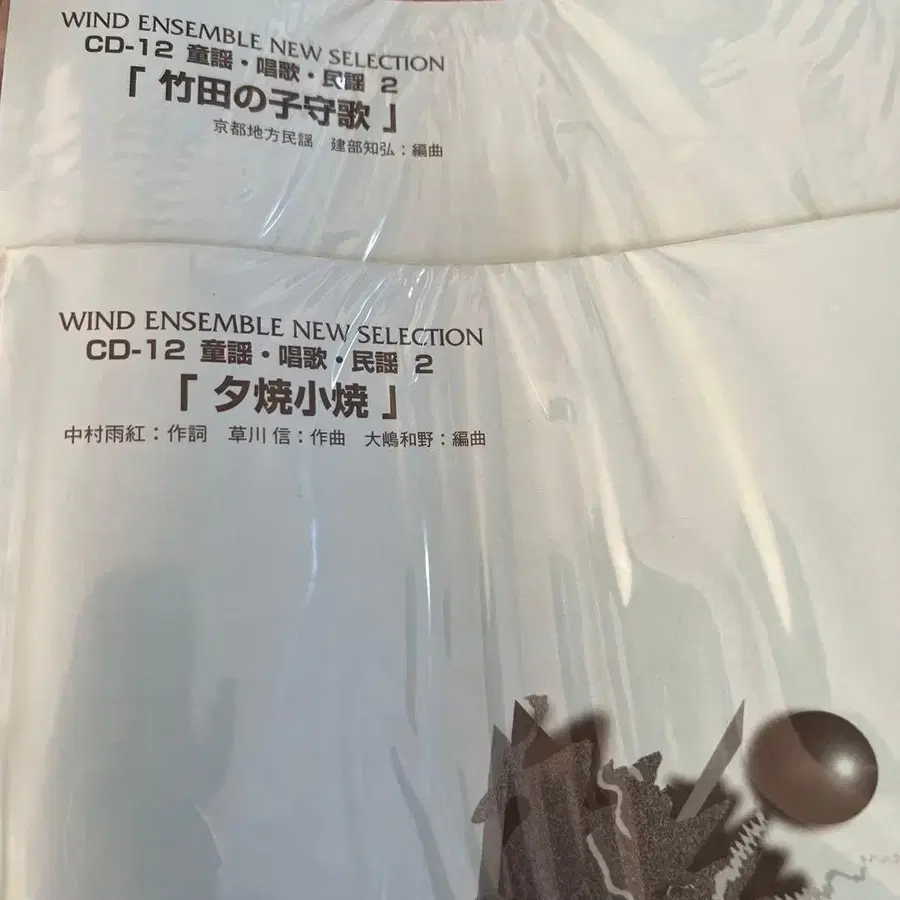 WIND ENSEMBLE NEW SELECTION
CD-12 童謡・唱歌・民謡 2
「 竹田の子守歌 」
京都地方民謡 建部知弘：編曲
WIND ENSEMBLE NEW SELECTION
CD-12 童謡・唱歌・民謡 2
「 夕焼小焼 」
中村雨紅：作詞 草川 信：作曲 大嶋和野：編曲